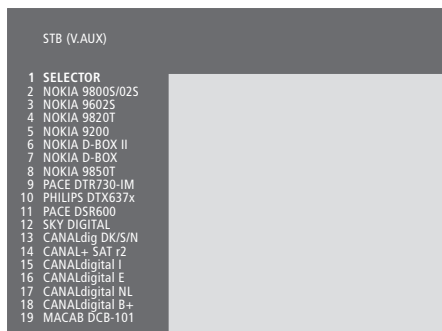 STB (V.AUX)
1 SELECTOR
2 NOKIA 9800S/02S
3 NOKIA 9602S
4 NOKIA 9820T
5 NOKIA 9200
6 NOKIA D-BOX II
7 NOKIA D-BOX
8 NOKIA 9850T
9 PACE DTR730-IM
10 PHILIPS DTX637x
11 PACE DSR600
12 SKY DIGITAL
13 CANALdig DK/S/N
14 CANAL+ SAT r2
15 CANALdigital I
16 CANALdigital E
17 CANALdigital NL
18 CANALdigital B+
19 MACAB DCB-101